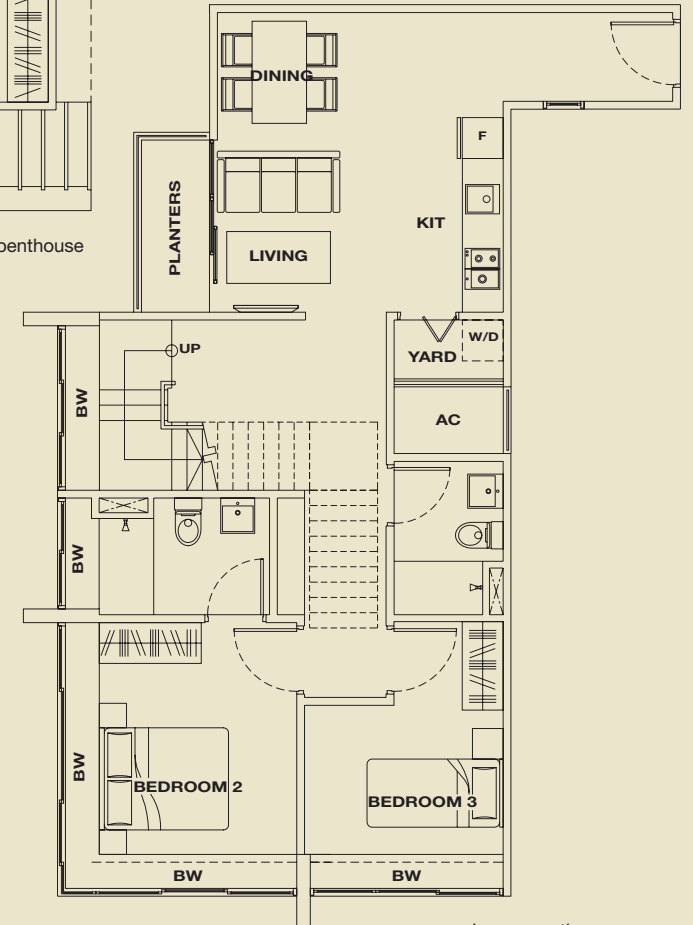 DINING
F
PLANTERS
KIT
penthouse
LIVING
W/D
UP
YARD
BW
AC
BW
BW
BEDROOM 2
BEDROOM 3
BW
BW